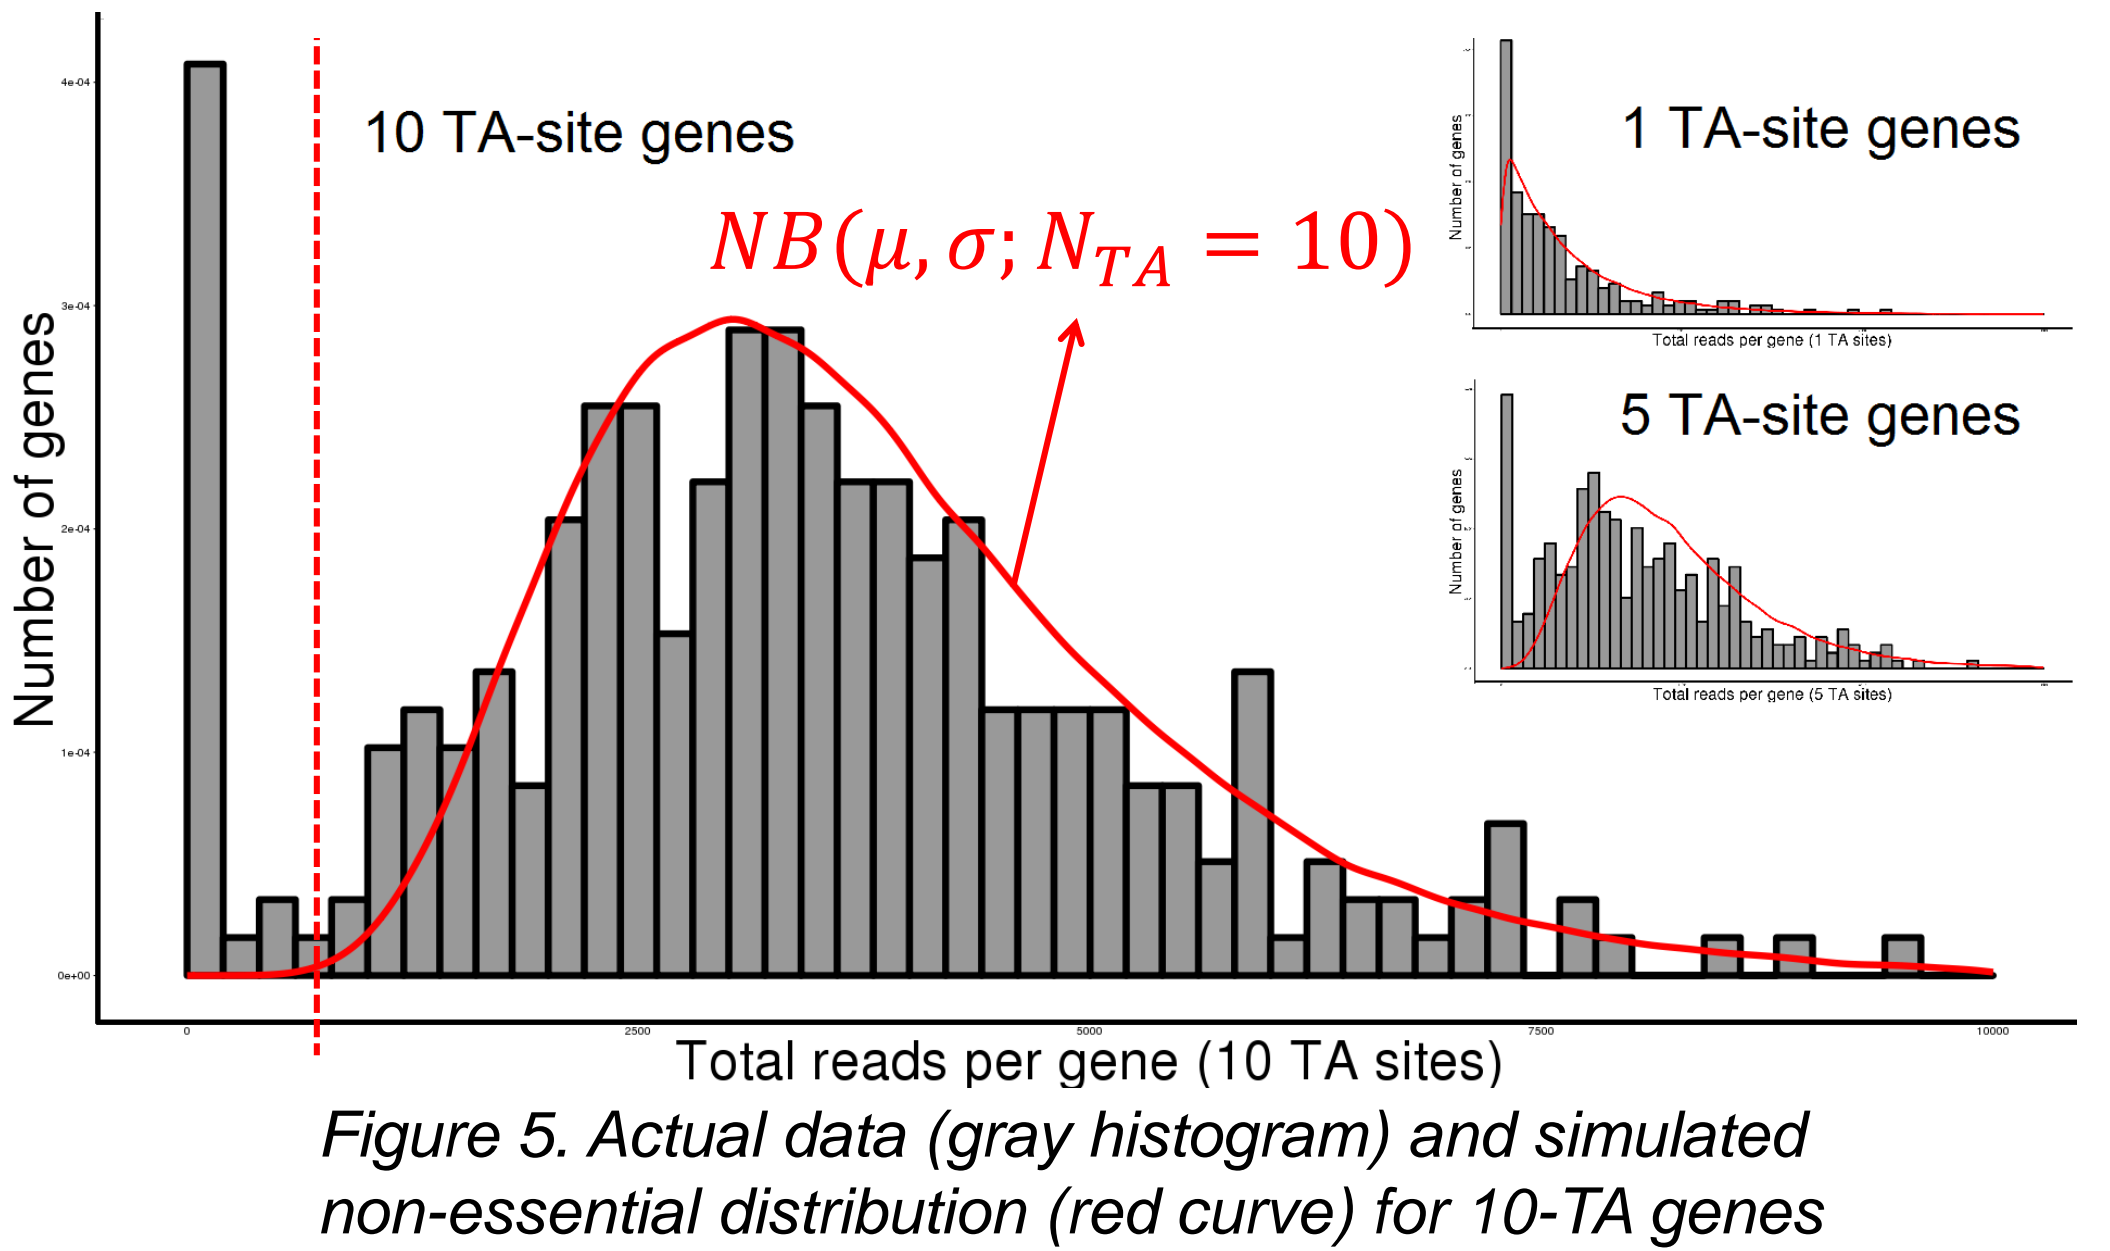 4e-04
3e-04
2e-04
1e-04
0e+00
Number of genes
10 TA-site genes
NB(μ, σ; N_TA = 10)
0
2500
5000
7500
10000
Total reads per gene (10 TA sites)
1 TA-site genes
Number of genes
Total reads per gene (1 TA sites)
5 TA-site genes
Number of genes
Total reads per gene (5 TA sites)
Figure 5. Actual data (gray histogram) and simulated
non-essential distribution (red curve) for 10-TA genes